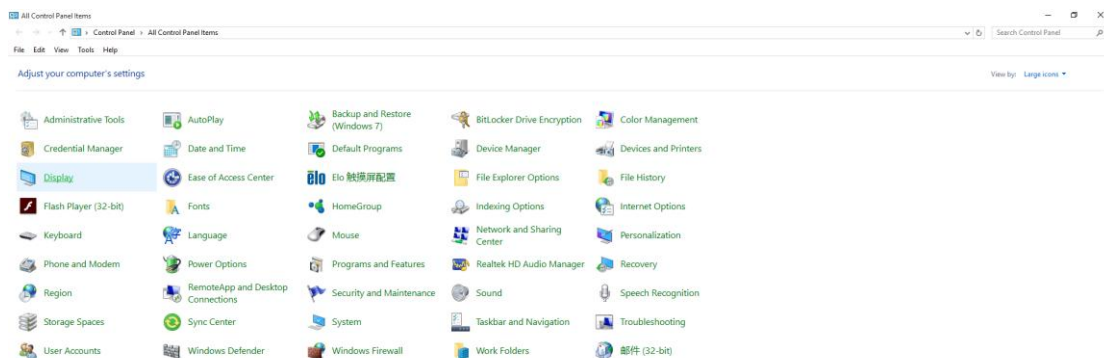 All Control Panel Items
Control Panel > All Control Panel Items
Search Control Panel
File Edit View Tools Help
Adjust your computer's settings
View by: Large icons
Administrative Tools
AutoPlay
Backup and Restore
(Windows 7)
BitLocker Drive Encryption
Color Management
Credential Manager
Date and Time
Default Programs
Device Manager
Devices and Printers
Display
Ease of Access Center
elo
Elo 触摸屏配置
File Explorer Options
File History
Flash Player (32-bit)
Fonts
HomeGroup
Indexing Options
Internet Options
Keyboard
Language
Mouse
Network and Sharing
Center
Personalization
Phone and Modem
Power Options
Programs and Features
Realtek HD Audio Manager
Recovery
Region
RemoteApp and Desktop
Connections
Security and Maintenance
Sound
Speech Recognition
Storage Spaces
Sync Center
System
Taskbar and Navigation
Troubleshooting
User Accounts
Windows Defender
Windows Firewall
Work Folders
邮件 (32-bit)